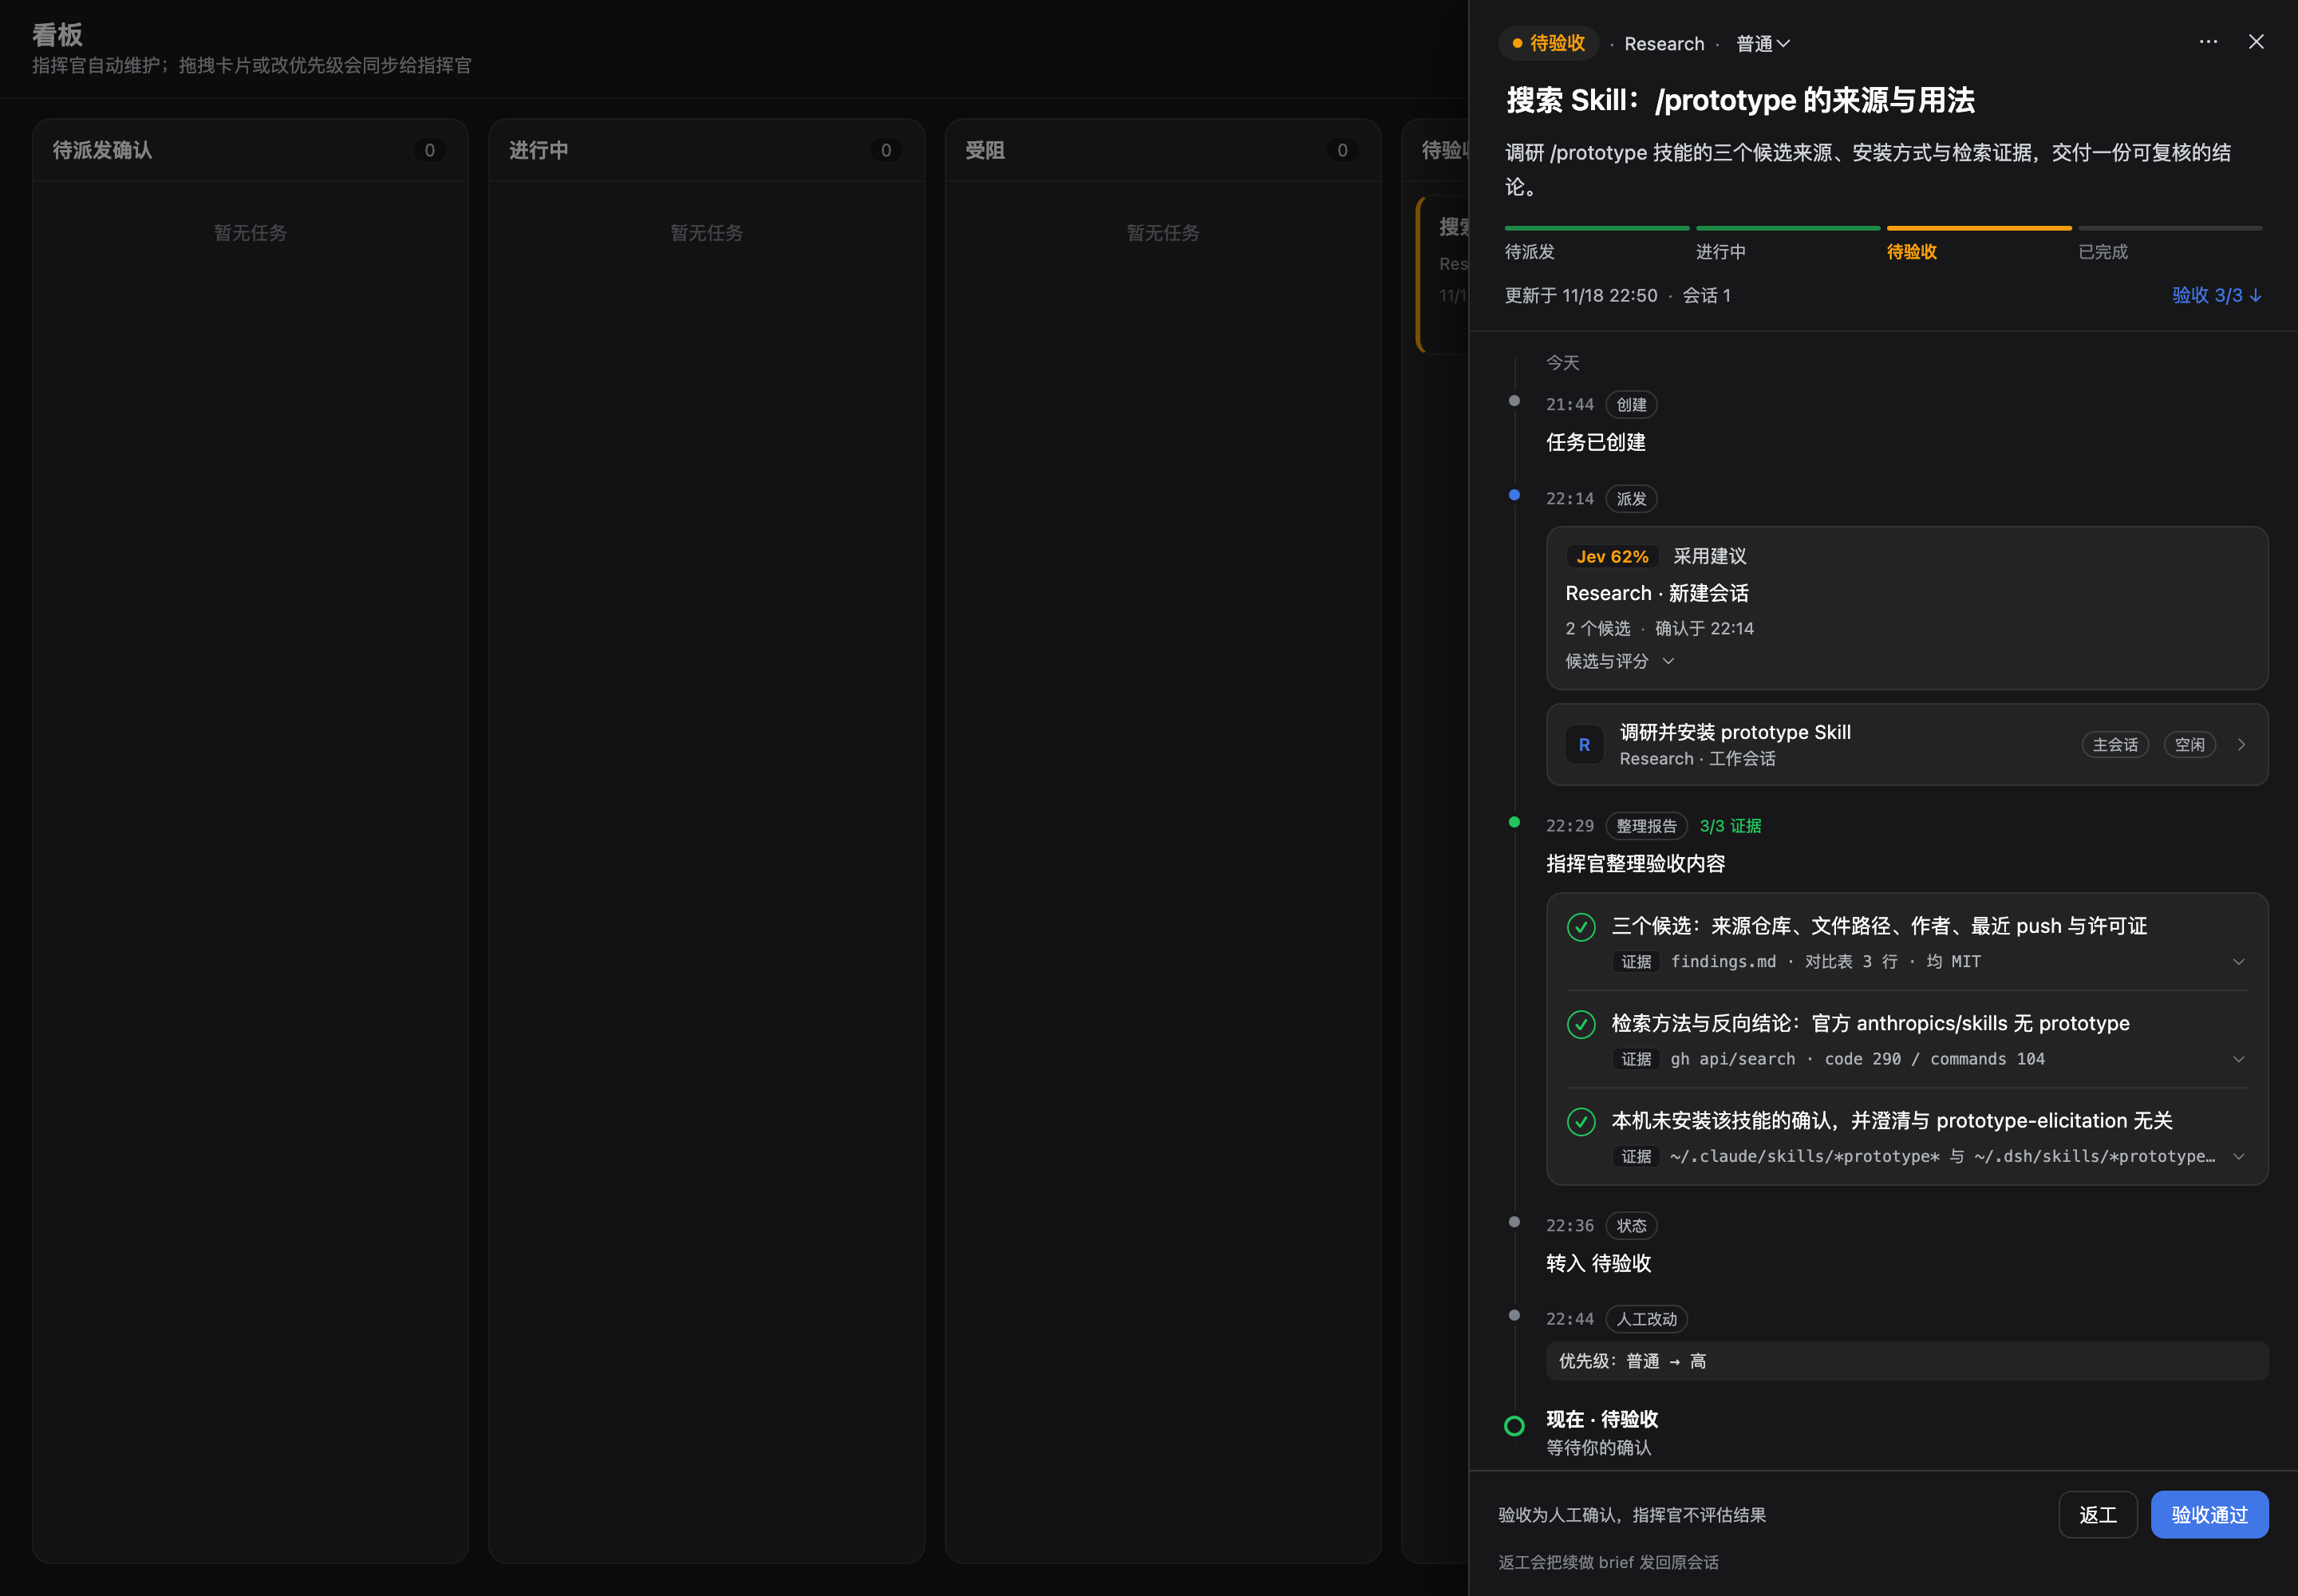 看板
指挥官自动维护；拖拽卡片或改优先级会同步给指挥官
待派发确认 0
暂无任务
进行中 0
暂无任务
受阻 0
暂无任务
待验
搜
Res
11/1
待验收 · Research · 普通
搜索 Skill：/prototype 的来源与用法
调研 /prototype 技能的三个候选来源、安装方式与检索证据，交付一份可复核的结
论。
待派发 进行中 待验收 已完成
更新于 11/18 22:50 · 会话 1 验收 3/3 ↓
今天
21:44 创建
任务已创建
22:14 派发
Jev 62% 采用建议
Research · 新建会话
2 个候选 · 确认于 22:14
候选与评分
R 调研并安装 prototype Skill
Research · 工作会话
主会话 空闲
22:29 整理报告 3/3 证据
指挥官整理验收内容
三个候选：来源仓库、文件路径、作者、最近 push 与许可证
证据 findings.md · 对比表 3 行 · 均 MIT
检索方法与反向结论：官方 anthropics/skills 无 prototype
证据 gh api/search · code 290 / commands 104
本机未安装该技能的确认，并澄清与 prototype-elicitation 无关
证据 ~/.claude/skills/*prototype* 与 ~/.dsh/skills/*prototype…
22:36 状态
转入 待验收
22:44 人工改动
优先级：普通 → 高
现在 · 待验收
等待你的确认
验收为人工确认，指挥官不评估结果
返工 验收通过
返工会把续做 brief 发回原会话